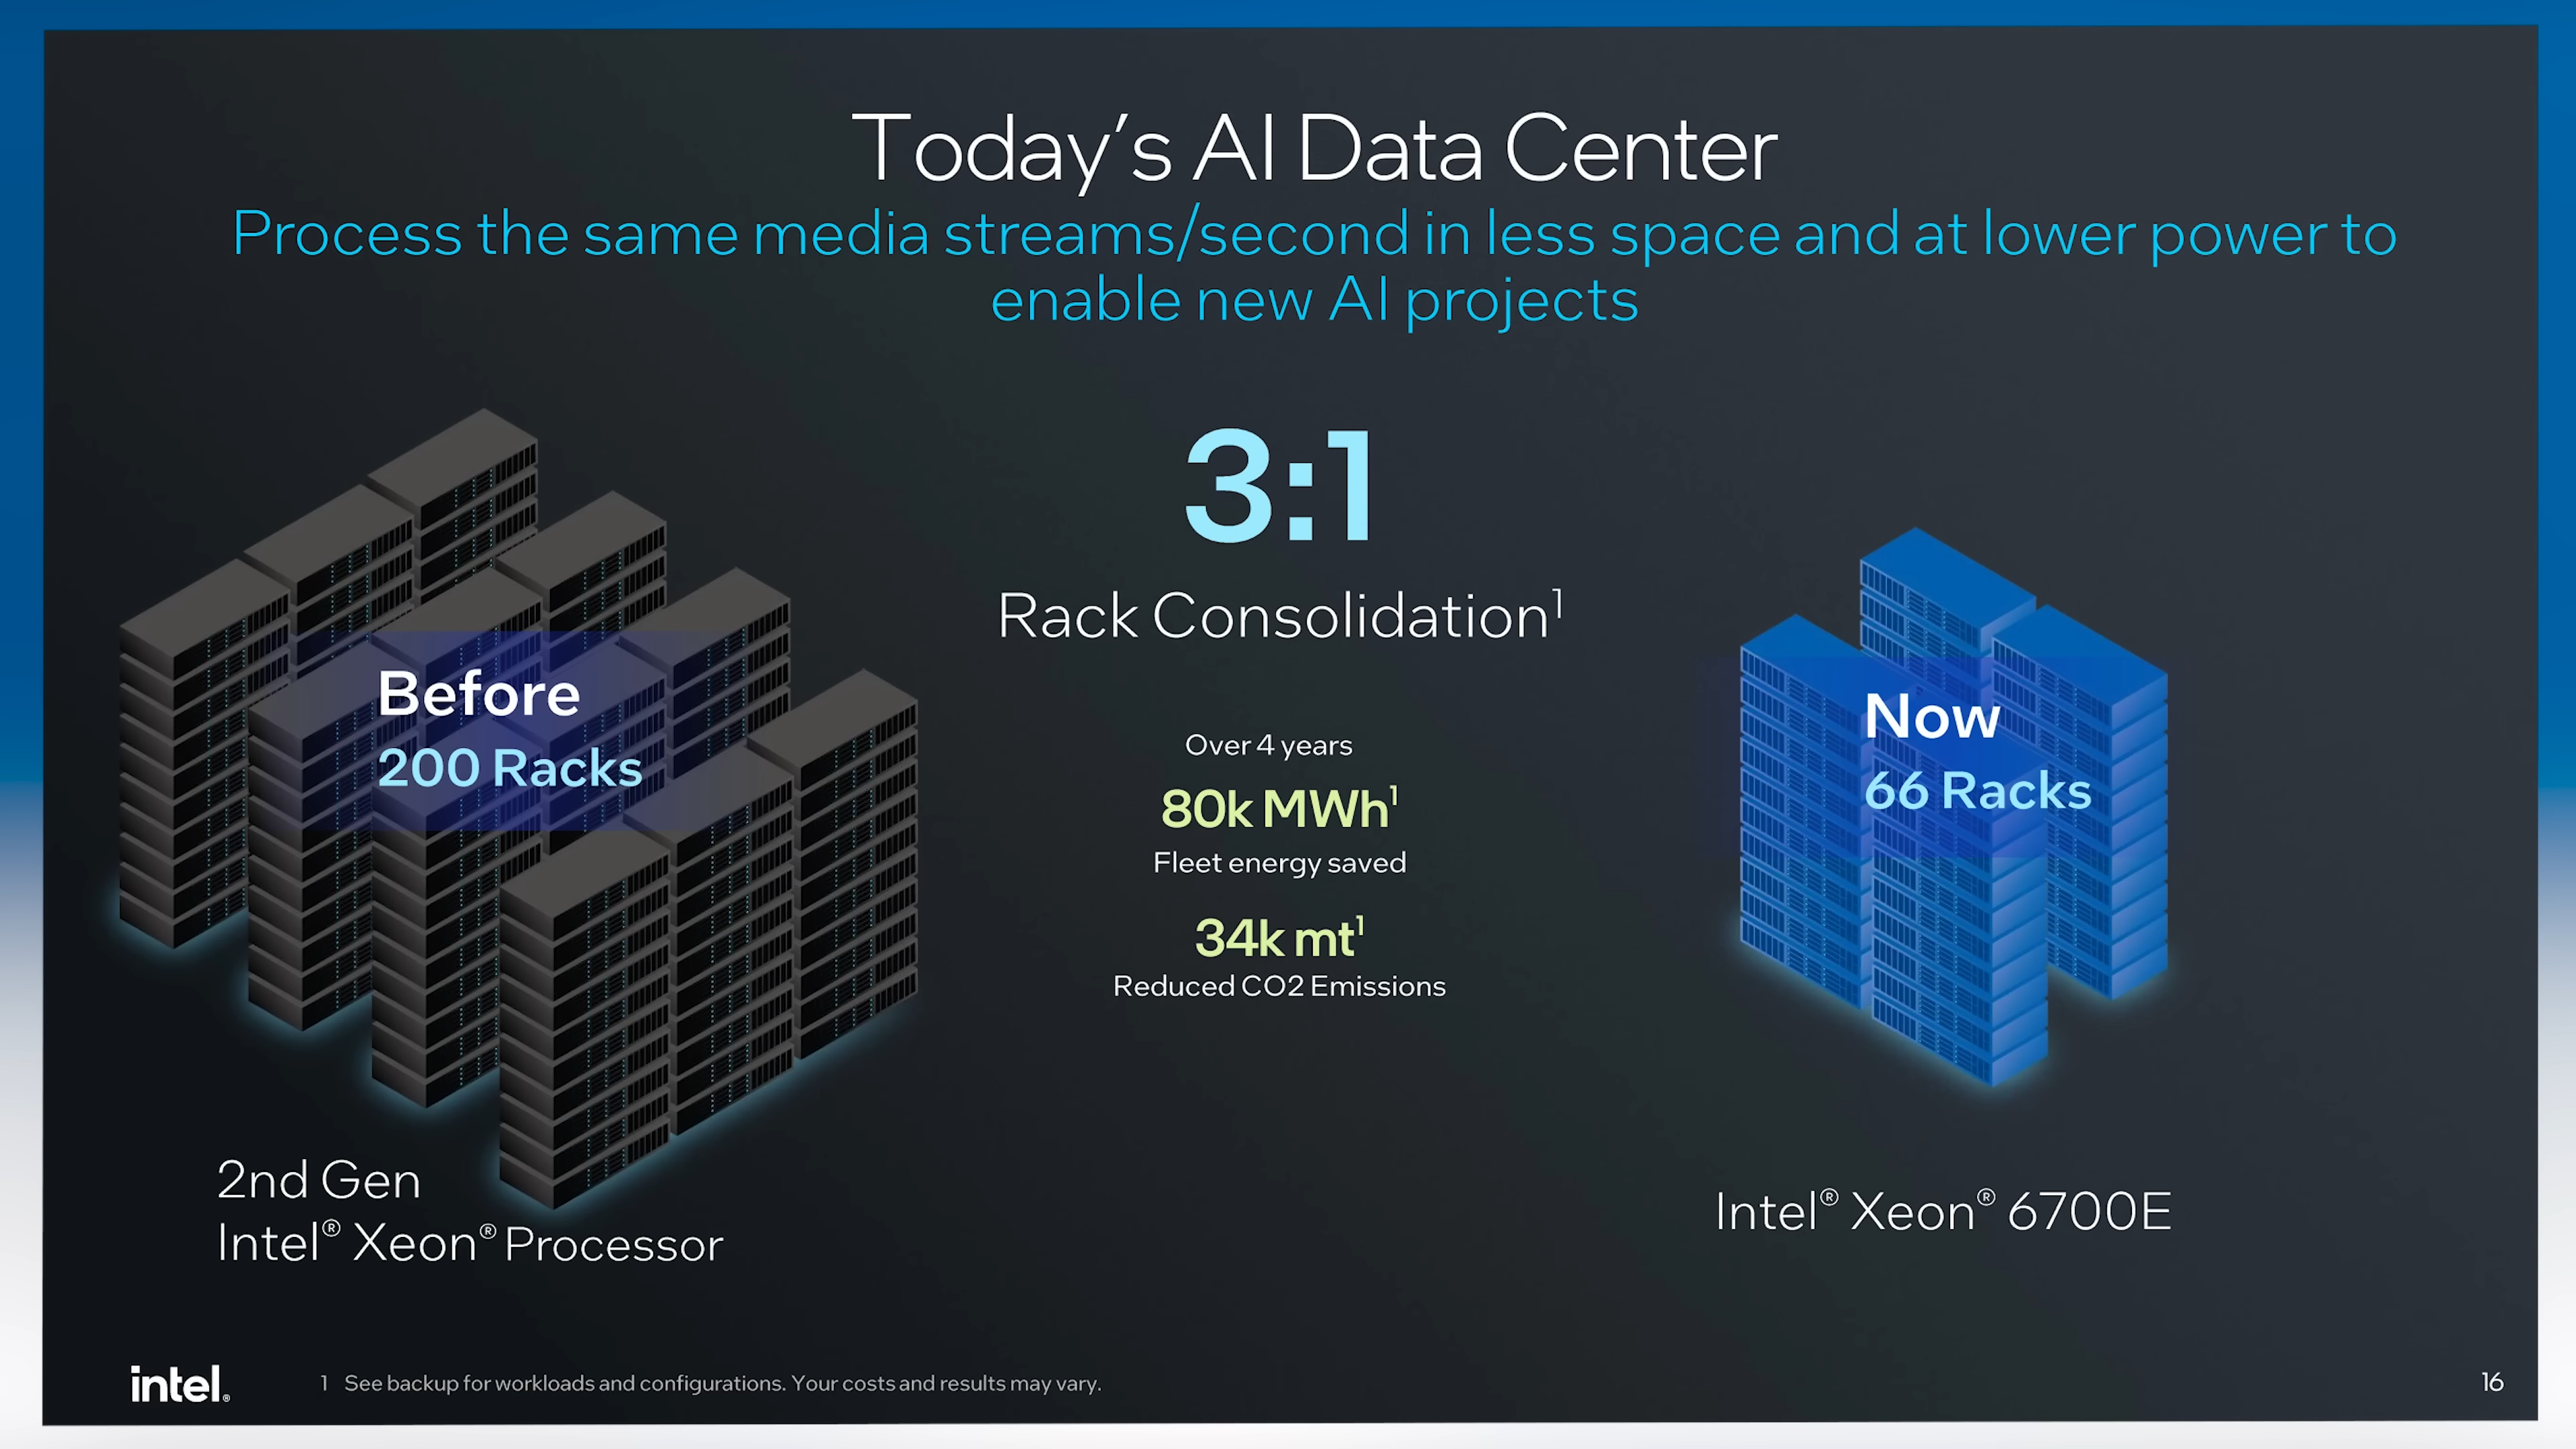 Today's AI Data Center
Process the same media streams/second in less space and at lower power to
enable new AI projects
Before
200 Racks
2nd Gen
Intel® Xeon® Processor
3:1
Rack Consolidation¹
Over 4 years
80k MWh¹
Fleet energy saved
34k mt¹
Reduced CO2 Emissions
Now
66 Racks
Intel® Xeon® 6700E
intel®
1 See backup for workloads and configurations. Your costs and results may vary.
16